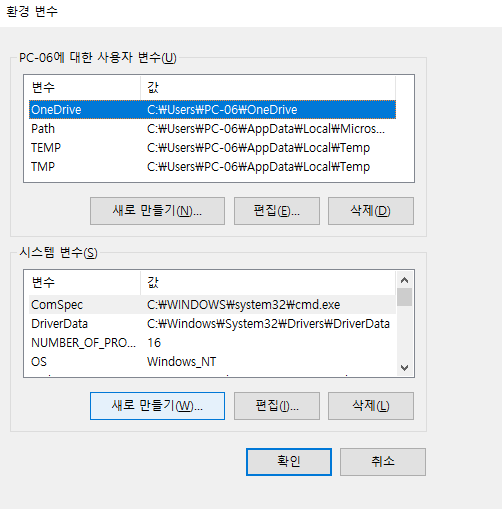 환경 변수
PC-06에 대한 사용자 변수(U)
변수 값
OneDrive C:₩Users₩PC-06₩OneDrive
Path C:₩Users₩PC-06₩AppData₩Local₩Micros...
TEMP C:₩Users₩PC-06₩AppData₩Local₩Temp
TMP C:₩Users₩PC-06₩AppData₩Local₩Temp
새로 만들기(N)... 편집(E)... 삭제(D)
시스템 변수(S)
변수 값
ComSpec C:₩WINDOWS₩system32₩cmd.exe
DriverData C:₩Windows₩System32₩Drivers₩DriverData
NUMBER_OF_PRO... 16
OS Windows_NT
새로 만들기(W)... 편집(I)... 삭제(L)
확인 취소